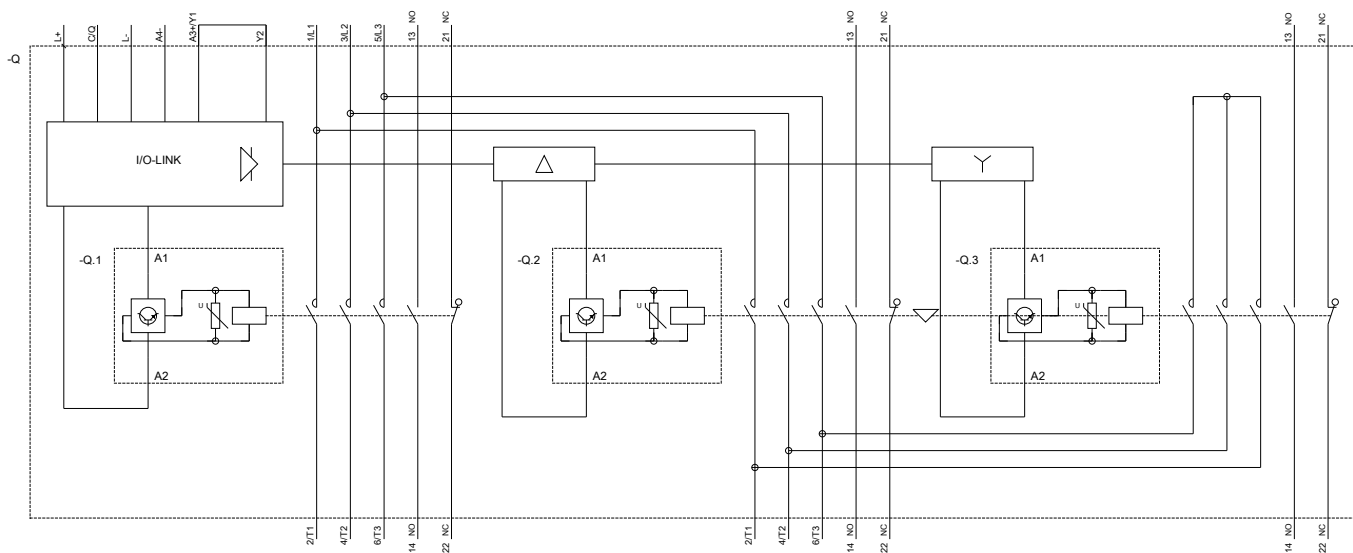 L+
C/Q
L-
A4-
A3+/Y1
Y2
1/L1
3/L2
5/L3
13 NO
21 NC
13 NO
21 NC
13 NO
21 NC
-Q
I/O-LINK
-Q.1
A1
U
A2
-Q.2
A1
U
A2
-Q.3
A1
U
A2
2/T1
4/T2
6/T3
14 NO
22 NC
2/T1
4/T2
6/T3
14 NO
22 NC
14 NO
22 NC